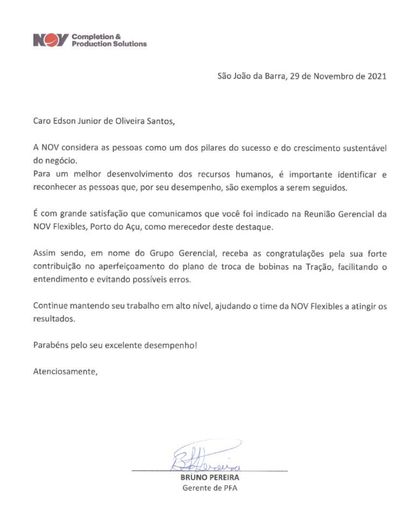 NOV Completion &
Production Solutions
São João da Barra, 29 de Novembro de 2021
Caro Edson Junior de Oliveira Santos,
A NOV considera as pessoas como um dos pilares do sucesso e do crescimento sustentável
do negócio.
Para um melhor desenvolvimento dos recursos humanos, é importante identificar e
reconhecer as pessoas que, por seu desempenho, são exemplos a serem seguidos.
É com grande satisfação que comunicamos que você foi indicado na Reunião Gerencial da
NOV Flexibles, Porto do Açu, como merecedor deste destaque.
Assim sendo, em nome do Grupo Gerencial, receba as congratulações pela sua forte
contribuição no aperfeiçoamento do plano de troca de bobinas na Tração, facilitando o
entendimento e evitando possíveis erros.
Continue mantendo seu trabalho em alto nível, ajudando o time da NOV Flexibles a atingir os
resultados.
Parabéns pelo seu excelente desempenho!
Atenciosamente,
BRUNO PEREIRA
Gerente de PFA